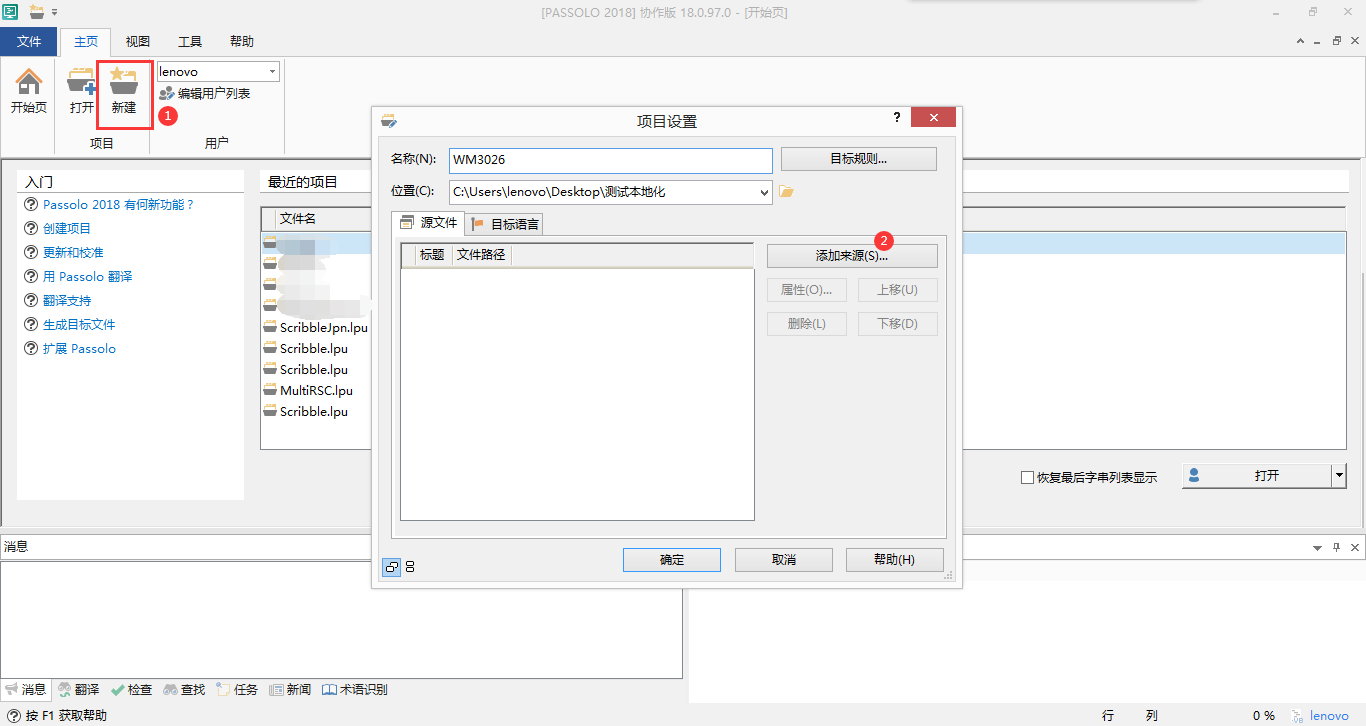 [PASSOLO 2018] 协作版 18.0.97.0 - [开始页]
文件 主页 视图 工具 帮助
开始页 打开 新建
lenovo
编辑用户列表
1
项目 用户
项目设置
?
名称(N): WM3026 目标规则...
位置(C): C:\Users\lenovo\Desktop\测试本地化
源文件 目标语言
标题 文件路径
2
添加来源(S)...
属性(O)... 上移(U)
删除(L) 下移(D)
确定 取消 帮助(H)
入门
Passolo 2018 有何新功能？
创建项目
更新和校准
用 Passolo 翻译
翻译支持
生成目标文件
扩展 Passolo
最近的项目
文件名
ScribbleJpn.lpu
Scribble.lpu
Scribble.lpu
MultiRSC.lpu
Scribble.lpu
恢复最后字串列表显示 打开
消息
消息 翻译 检查 查找 任务 新闻 术语识别
按 F1 获取帮助 行 列 0 % lenovo